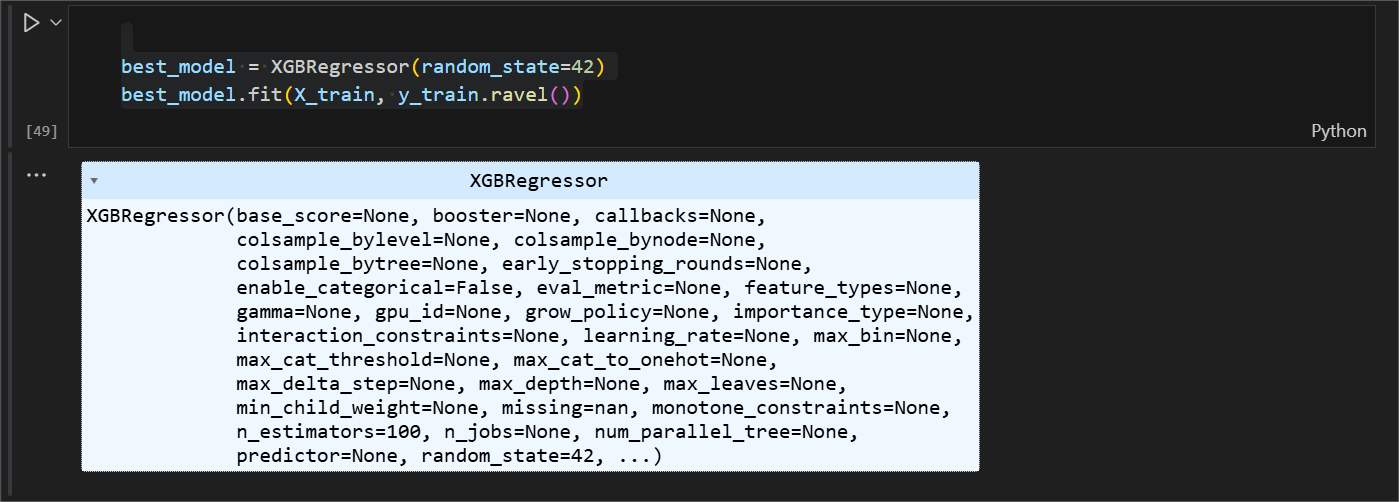 best_model = XGBRegressor(random_state=42)
best_model.fit(X_train, y_train.ravel())
[49]
Python
XGBRegressor
XGBRegressor(base_score=None, booster=None, callbacks=None,
colsample_bylevel=None, colsample_bynode=None,
colsample_bytree=None, early_stopping_rounds=None,
enable_categorical=False, eval_metric=None, feature_types=None,
gamma=None, gpu_id=None, grow_policy=None, importance_type=None,
interaction_constraints=None, learning_rate=None, max_bin=None,
max_cat_threshold=None, max_cat_to_onehot=None,
max_delta_step=None, max_depth=None, max_leaves=None,
min_child_weight=None, missing=nan, monotone_constraints=None,
n_estimators=100, n_jobs=None, num_parallel_tree=None,
predictor=None, random_state=42, ...)